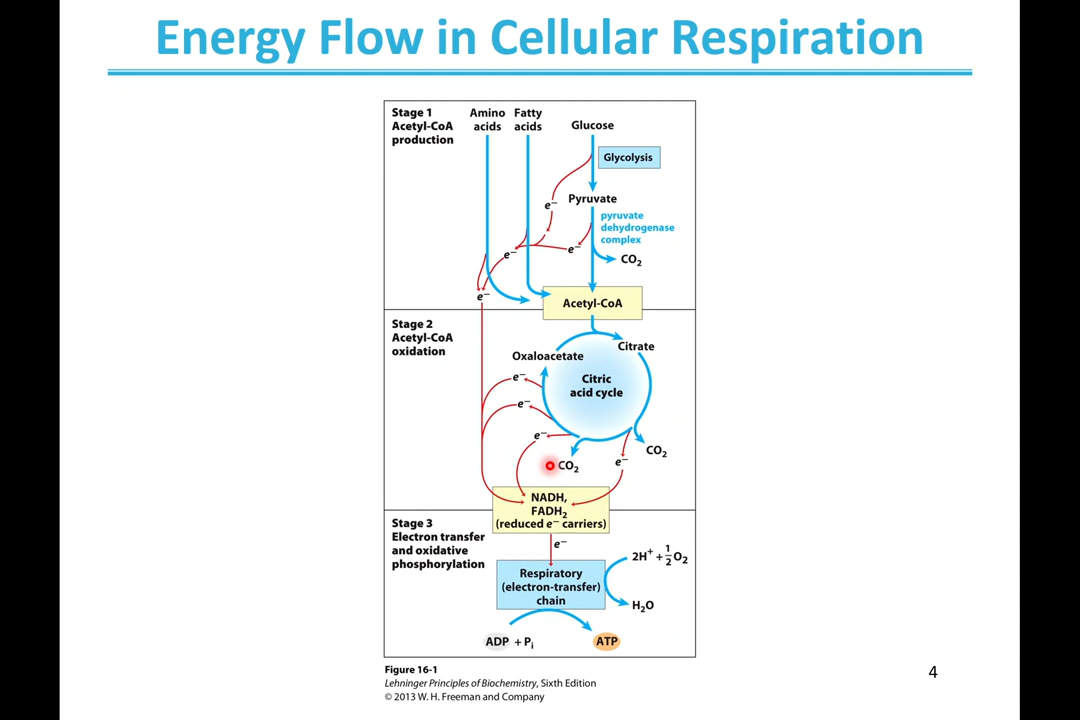 Energy Flow in Cellular Respiration
Stage 1
Acetyl-CoA
production
Amino
acids
Fatty
acids
Glucose
Glycolysis
e⁻
Pyruvate
pyruvate
dehydrogenase
complex
e⁻
e⁻
CO₂
e⁻
Acetyl-CoA
Stage 2
Acetyl-CoA
oxidation
Citrate
Oxaloacetate
Citric
acid cycle
e⁻
e⁻
e⁻
CO₂
CO₂
e⁻
NADH,
FADH₂
(reduced e⁻ carriers)
Stage 3
Electron transfer
and oxidative
phosphorylation
e⁻
2H⁺ + ½O₂
Respiratory
(electron-transfer)
chain
H₂O
ADP + Pᵢ
ATP
Figure 16-1
Lehninger Principles of Biochemistry, Sixth Edition
© 2013 W. H. Freeman and Company
4